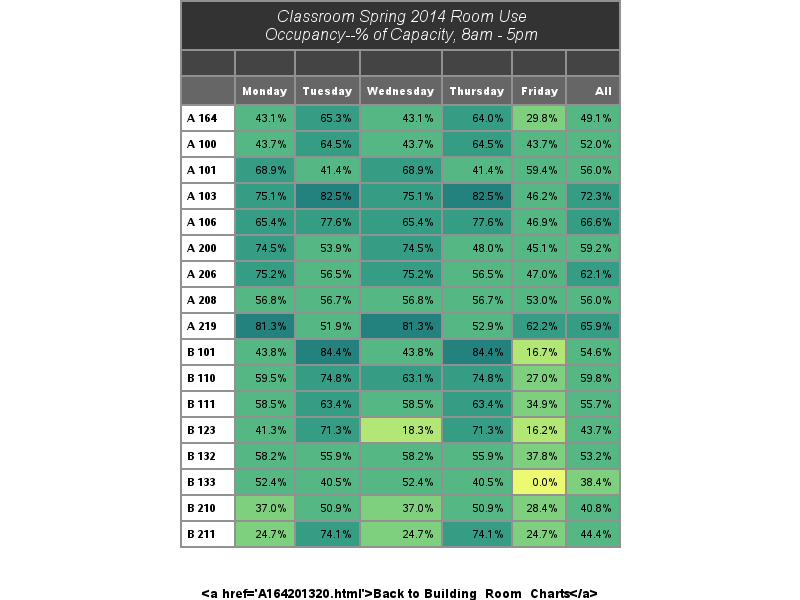 Classroom Spring 2014 Room Use
Occupancy--% of Capacity, 8am - 5pm
Monday Tuesday Wednesday Thursday Friday All
A 164 43.1% 65.3% 43.1% 64.0% 29.8% 49.1%
A 100 43.7% 64.5% 43.7% 64.5% 43.7% 52.0%
A 101 68.9% 41.4% 68.9% 41.4% 59.4% 56.0%
A 103 75.1% 82.5% 75.1% 82.5% 46.2% 72.3%
A 106 65.4% 77.6% 65.4% 77.6% 46.9% 66.6%
A 200 74.5% 53.9% 74.5% 48.0% 45.1% 59.2%
A 206 75.2% 56.5% 75.2% 56.5% 47.0% 62.1%
A 208 56.8% 56.7% 56.8% 56.7% 53.0% 56.0%
A 219 81.3% 51.9% 81.3% 52.9% 62.2% 65.9%
B 101 43.8% 84.4% 43.8% 84.4% 16.7% 54.6%
B 110 59.5% 74.8% 63.1% 74.8% 27.0% 59.8%
B 111 58.5% 63.4% 58.5% 63.4% 34.9% 55.7%
B 123 41.3% 71.3% 18.3% 71.3% 16.2% 43.7%
B 132 58.2% 55.9% 58.2% 55.9% 37.8% 53.2%
B 133 52.4% 40.5% 52.4% 40.5% 0.0% 38.4%
B 210 37.0% 50.9% 37.0% 50.9% 28.4% 40.8%
B 211 24.7% 74.1% 24.7% 74.1% 24.7% 44.4%
<a href='A164201320.html'>Back to Building_Room_Charts</a>